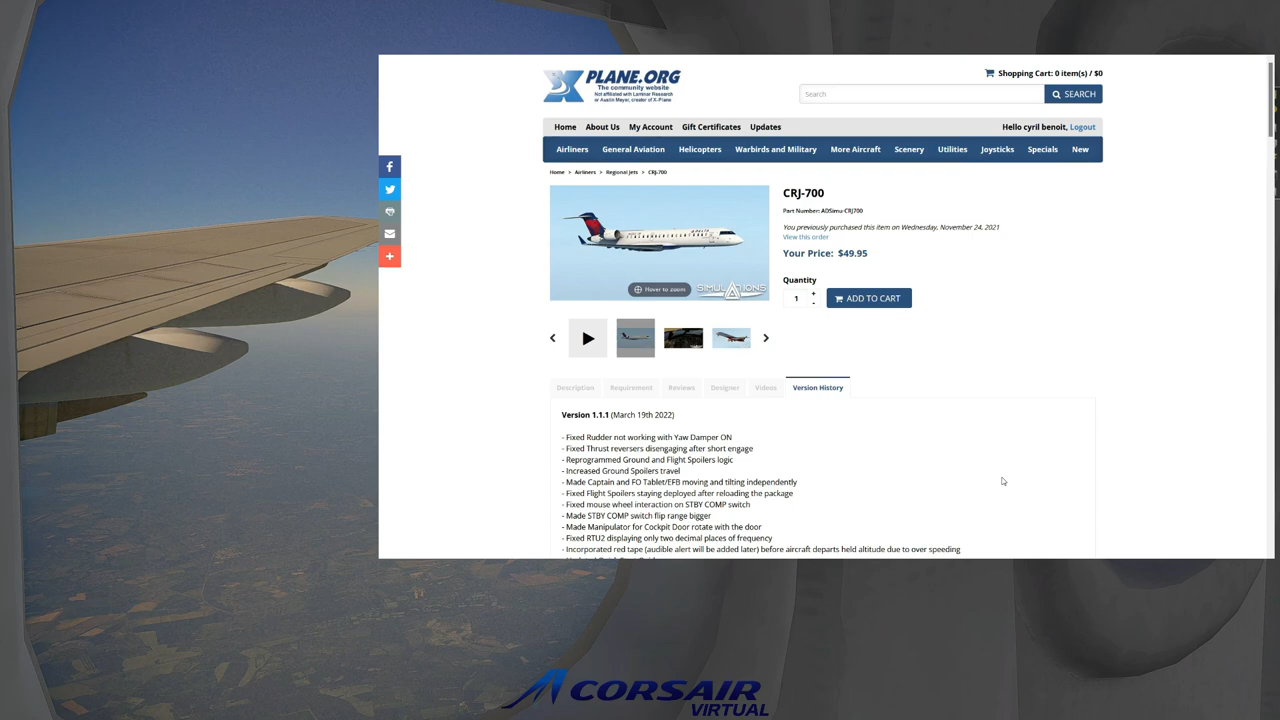 PLANE.ORG
The community website
Not affiliated with Laminar Research
or Austin Meyer, creator of X-Plane
Shopping Cart: 0 item(s) / $0
Search
SEARCH
Home About Us My Account Gift Certificates Updates
Hello cyril benoit, Logout
Airliners General Aviation Helicopters Warbirds and Military More Aircraft Scenery Utilities Joysticks Specials New
Home > Airliners > Regional Jets > CRJ-700
CRJ-700
Part Number: ADSimu-CRJ700
You previously purchased this item on Wednesday, November 24, 2021
View this order
Your Price: $49.95
Quantity
1 + -
ADD TO CART
DELTA
Hover to zoom
SIMULATIONS
Description Requirement Reviews Designer Videos Version History
Version 1.1.1 (March 19th 2022)
- Fixed Rudder not working with Yaw Damper ON
- Fixed Thrust reversers disengaging after short engage
- Reprogrammed Ground and Flight Spoilers logic
- Increased Ground Spoilers travel
- Made Captain and FO Tablet/EFB moving and tilting independently
- Fixed Flight Spoilers staying deployed after reloading the package
- Fixed mouse wheel interaction on STBY COMP switch
- Made STBY COMP switch flip range bigger
- Made Manipulator for Cockpit Door rotate with the door
- Fixed RTU2 displaying only two decimal places of frequency
- Incorporated red tape (audible alert will be added later) before aircraft departs held altitude due to over speeding
CORSAIR
VIRTUAL